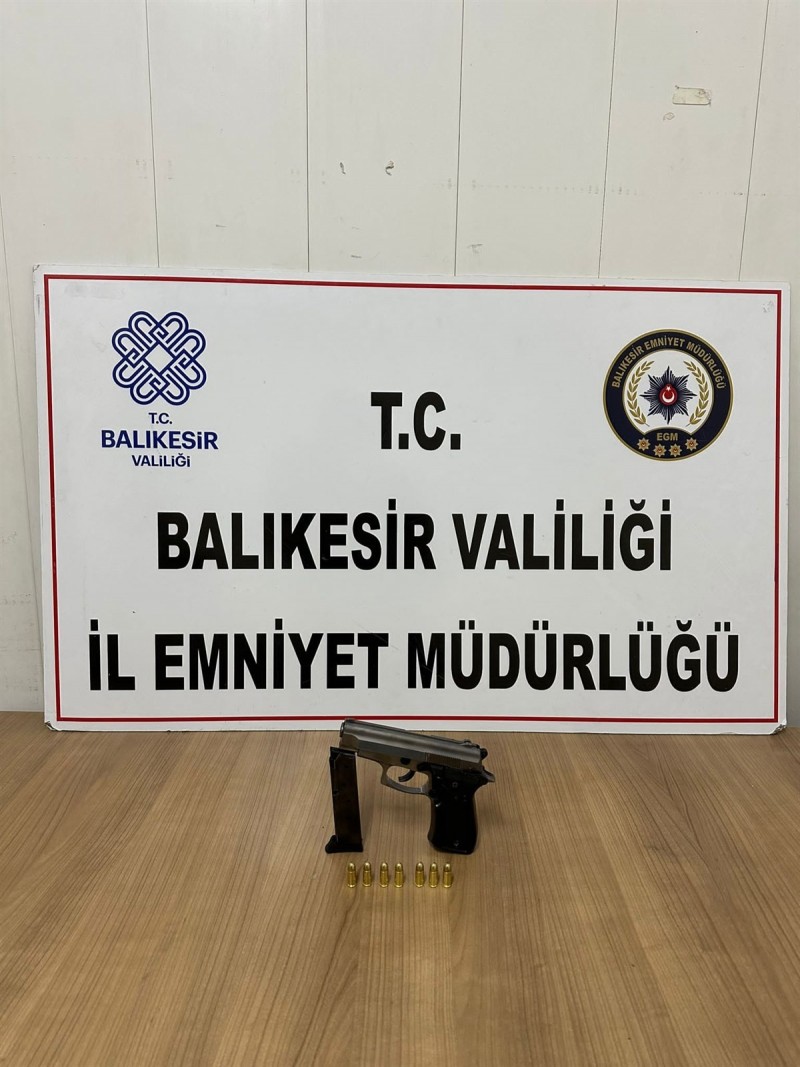 T.C.
BALIKESİR
VALİLİĞİ
BALIKESİR EMNİYET MÜDÜRLÜĞÜ
EGM
T.C.
BALIKESİR VALİLİĞİ
İL EMNİYET MÜDÜRLÜĞÜ